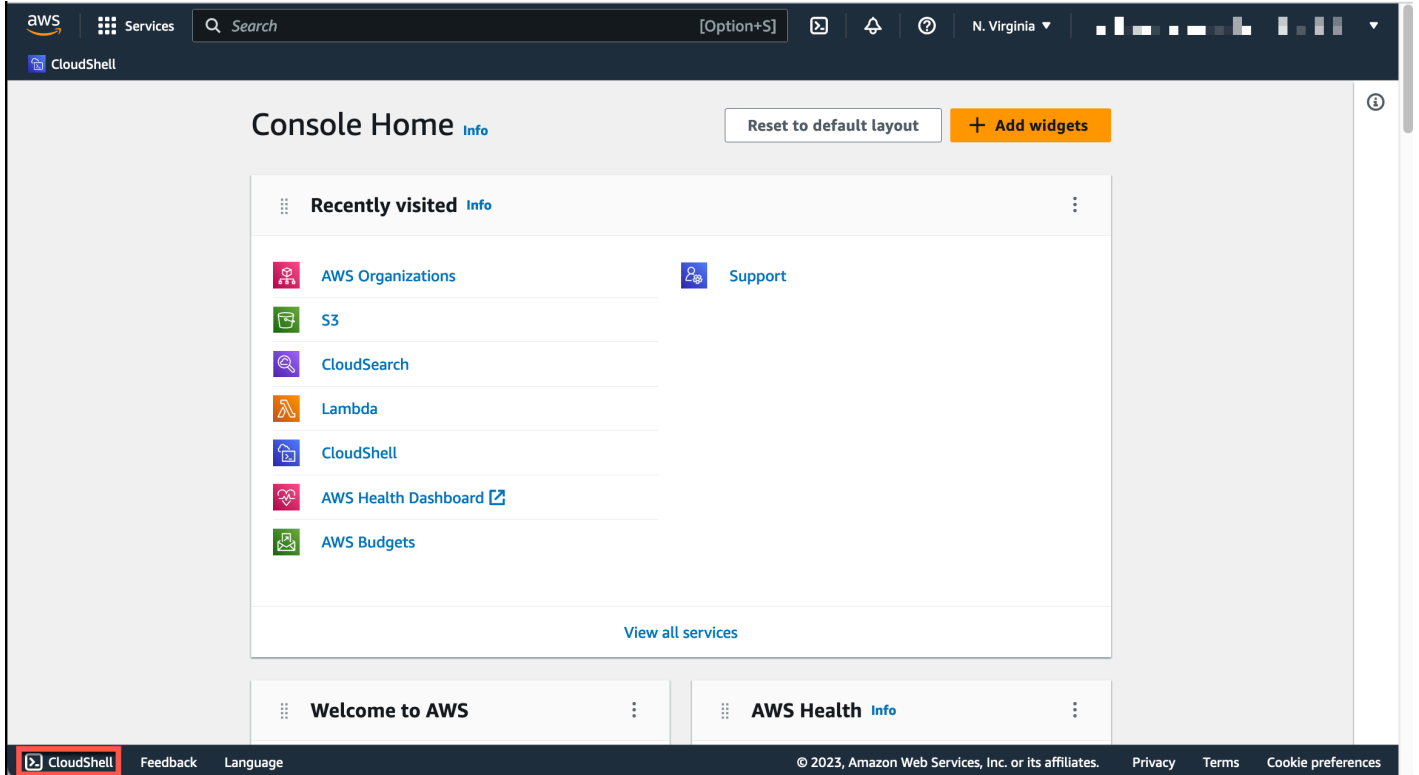 aws Services Search [Option+S] N. Virginia
CloudShell
Console Home Info Reset to default layout + Add widgets
Recently visited Info
AWS Organizations Support
S3
CloudSearch
Lambda
CloudShell
AWS Health Dashboard
AWS Budgets
View all services
Welcome to AWS AWS Health Info
CloudShell Feedback Language © 2023, Amazon Web Services, Inc. or its affiliates. Privacy Terms Cookie preferences